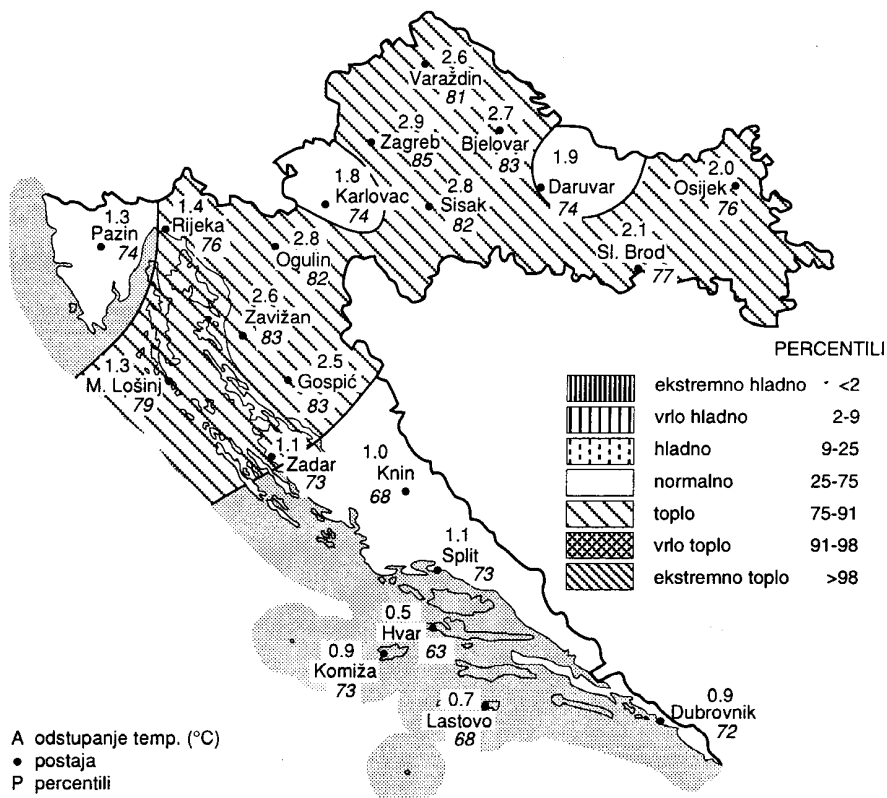 2.6
Varaždin
81
2.9
Zagreb
85
2.7
Bjelovar
83
1.9
Daruvar
74
2.0
Osijek
76
1.8
Karlovac
74
2.8
Sisak
82
2.1
Sl. Brod
77
1.3
Pazin
74
1.4
Rijeka
76
2.8
Ogulin
82
2.6
Zavižan
83
2.5
Gospić
83
1.3
M. Lošinj
79
1.1
Zadar
73
1.0
Knin
68
1.1
Split
73
0.5
Hvar
63
0.9
Komiža
73
0.7
Lastovo
68
0.9
Dubrovnik
72
PERCENTILI
ekstremno hladno <2
vrlo hladno 2-9
hladno 9-25
normalno 25-75
toplo 75-91
vrlo toplo 91-98
ekstremno toplo >98
A odstupanje temp. (°C)
• postaja
P percentili